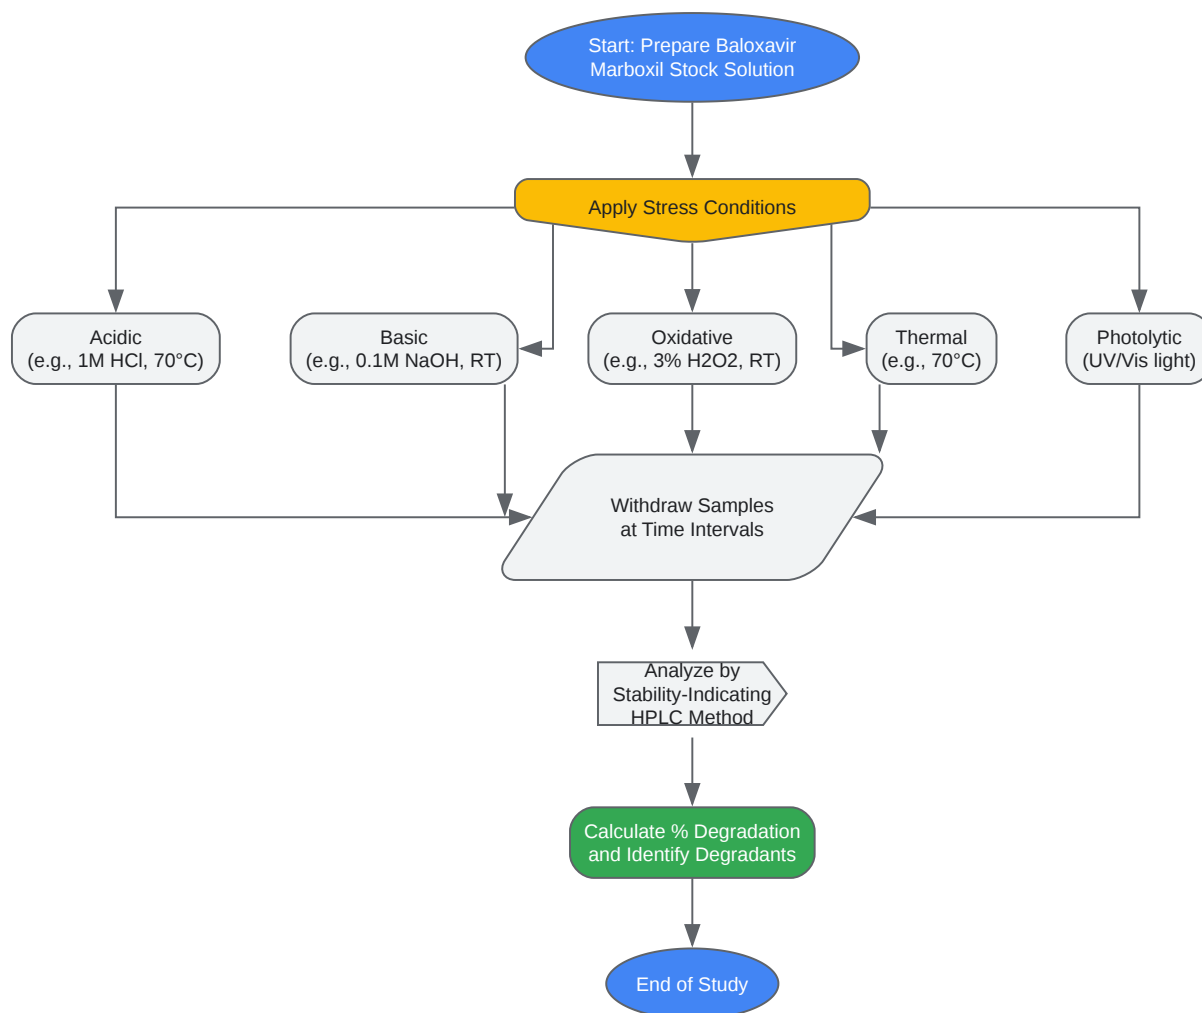 Start: Prepare Baloxavir
Marboxil Stock Solution
Apply Stress Conditions
Acidic
(e.g., 1M HCl, 70°C)
Basic
(e.g., 0.1M NaOH, RT)
Oxidative
(e.g., 3% H2O2, RT)
Thermal
(e.g., 70°C)
Photolytic
(UV/Vis light)
Withdraw Samples
at Time Intervals
Analyze by
Stability-Indicating
HPLC Method
Calculate % Degradation
and Identify Degradants
End of Study